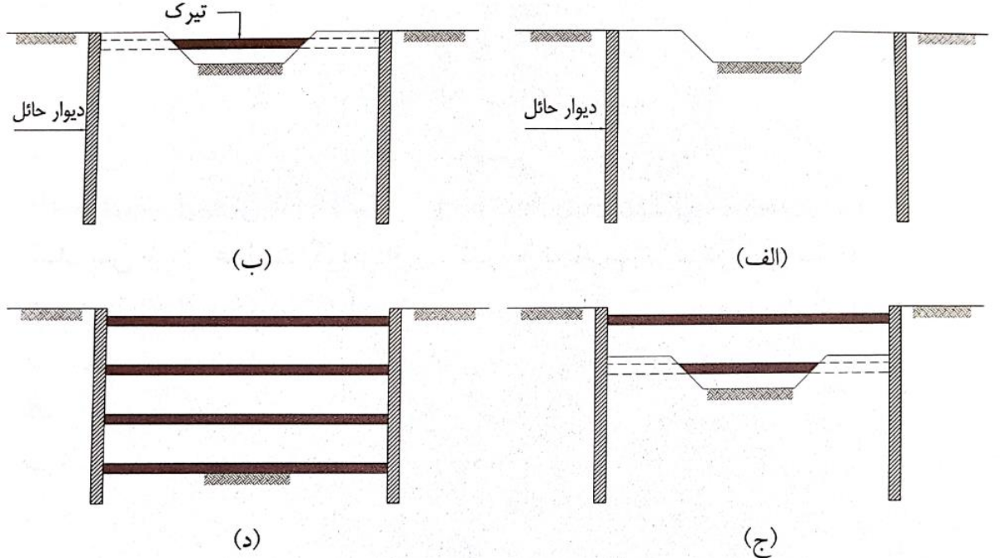 دیوار حائل
(الف)
تیرک
دیوار حائل
(ب)
(ج)
(د)